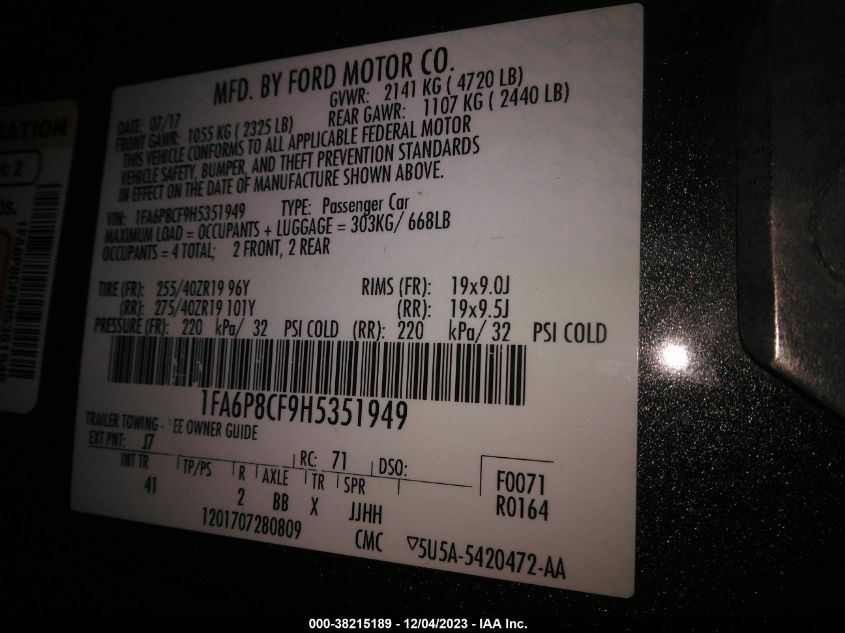 MFD. BY FORD MOTOR CO.
DATE: 07/17 GVWR: 2141 KG ( 4720 LB)
FRONT GAWR: 1055 KG ( 2325 LB) REAR GAWR: 1107 KG ( 2440 LB)
THIS VEHICLE CONFORMS TO ALL APPLICABLE FEDERAL MOTOR
VEHICLE SAFETY, BUMPER, AND THEFT PREVENTION STANDARDS
IN EFFECT ON THE DATE OF MANUFACTURE SHOWN ABOVE.
VIN: 1FA6P8CF9H5351949 TYPE: Passenger Car
MAXIMUM LOAD = OCCUPANTS + LUGGAGE = 303KG/ 668LB
OCCUPANTS = 4 TOTAL; 2 FRONT, 2 REAR
TIRE (FR): 255/40ZR19 96Y RIMS (FR): 19x9.0J
(RR): 275/40ZR19 101Y (RR): 19x9.5J
PRESSURE (FR): 220 kPa/ 32 PSI COLD (RR): 220 kPa/ 32 PSI COLD
1FA6P8CF9H5351949
TRAILER TOWING - EE OWNER GUIDE
EXT PNT: J7 RC: 71 DSO:
INT TR TP/PS R AXLE TR SPR
41 2 BB X JJHH
F0071
R0164
1201707280809 CMC ▽5U5A-5420472-AA
: 2
1FA6P8CF9H5351949
000-38215189 - 12/04/2023 - IAA Inc.